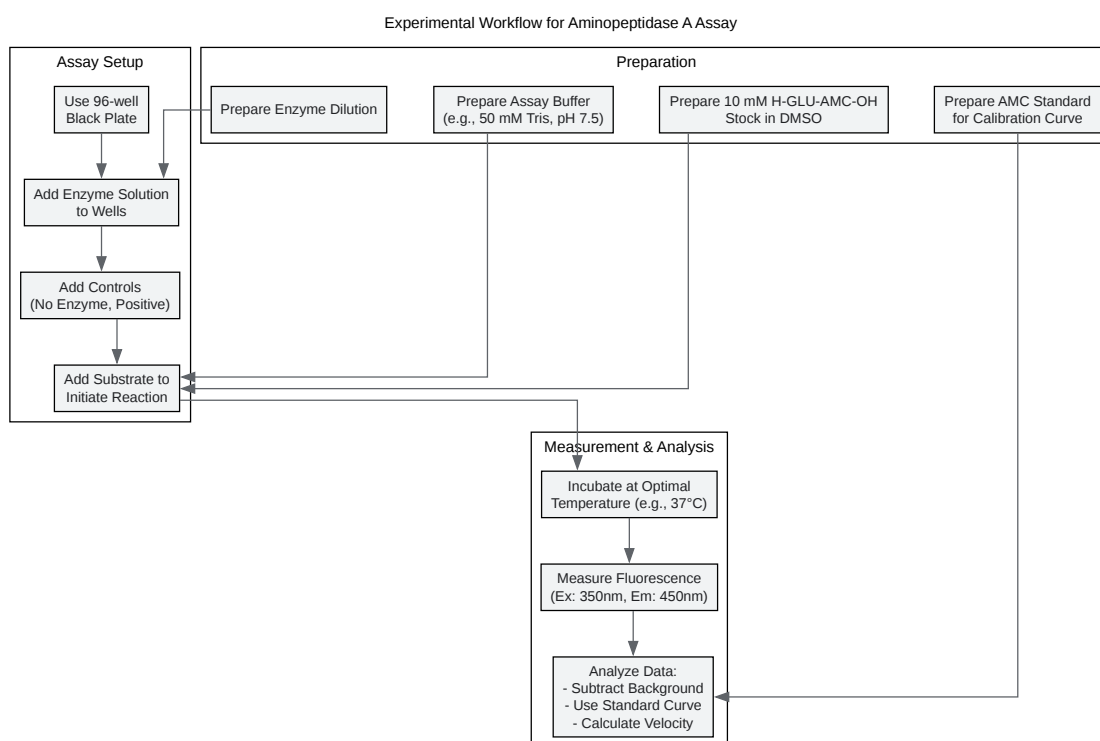 Experimental Workflow for Aminopeptidase A Assay
Assay Setup
Use 96-well
Black Plate
Add Enzyme Solution
to Wells
Add Controls
(No Enzyme, Positive)
Add Substrate to
Initiate Reaction
Preparation
Prepare Enzyme Dilution
Prepare Assay Buffer
(e.g., 50 mM Tris, pH 7.5)
Prepare 10 mM H-GLU-AMC-OH
Stock in DMSO
Prepare AMC Standard
for Calibration Curve
Measurement & Analysis
Incubate at Optimal
Temperature (e.g., 37°C)
Measure Fluorescence
(Ex: 350nm, Em: 450nm)
Analyze Data:
- Subtract Background
- Use Standard Curve
- Calculate Velocity